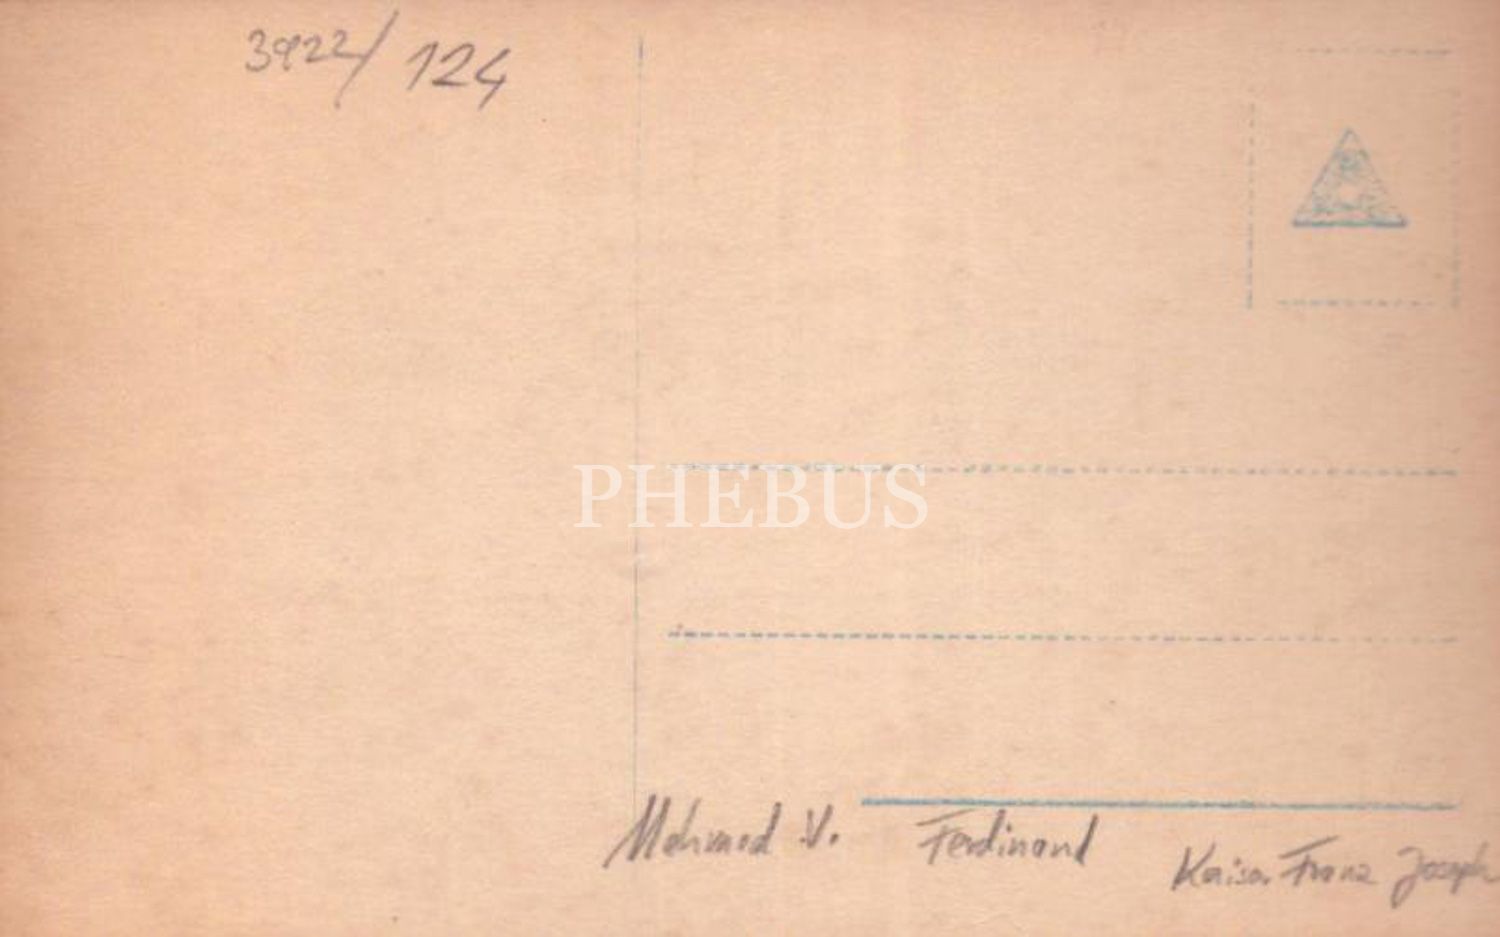 3922/124
PHEBUS
Mehmed V. Ferdinand Kaiser Franz Joseph